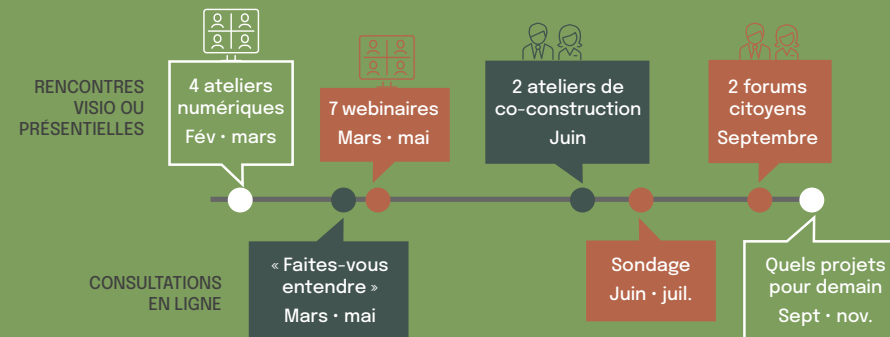 RENCONTRES
VISIO OU
PRÉSENTIELLES
4 ateliers
numériques
Fév • mars
7 webinaires
Mars • mai
2 ateliers de
co-construction
Juin
2 forums
citoyens
Septembre
CONSULTATIONS
EN LIGNE
« Faites-vous
entendre »
Mars • mai
Sondage
Juin • juil.
Quels projets
pour demain
Sept • nov.